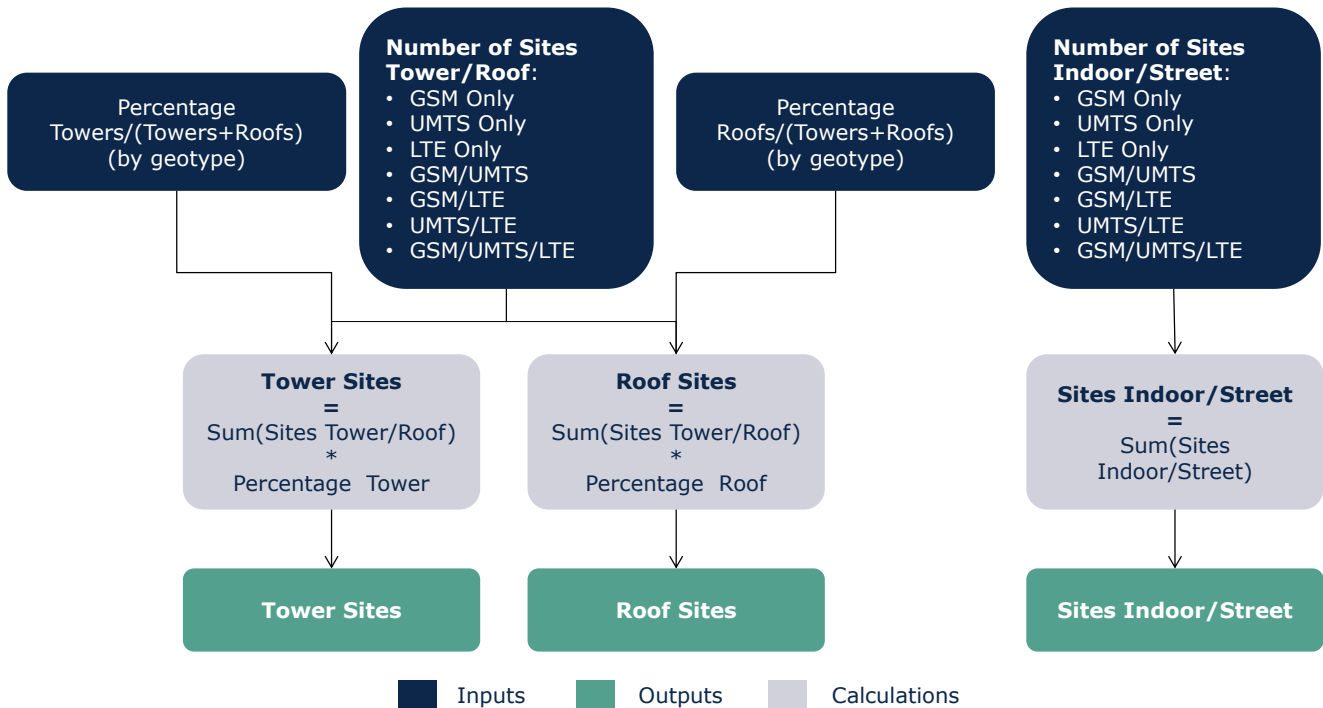 Percentage
Towers/(Towers+Roofs)
(by geotype)
Number of Sites
Tower/Roof:
• GSM Only
• UMTS Only
• LTE Only
• GSM/UMTS
• GSM/LTE
• UMTS/LTE
• GSM/UMTS/LTE
Percentage
Roofs/(Towers+Roofs)
(by geotype)
Number of Sites
Indoor/Street:
• GSM Only
• UMTS Only
• LTE Only
• GSM/UMTS
• GSM/LTE
• UMTS/LTE
• GSM/UMTS/LTE
Tower Sites
=
Sum(Sites Tower/Roof)
*
Percentage Tower
Roof Sites
=
Sum(Sites Tower/Roof)
*
Percentage Roof
Sites Indoor/Street
=
Sum(Sites
Indoor/Street)
Tower Sites
Roof Sites
Sites Indoor/Street
Inputs
Outputs
Calculations